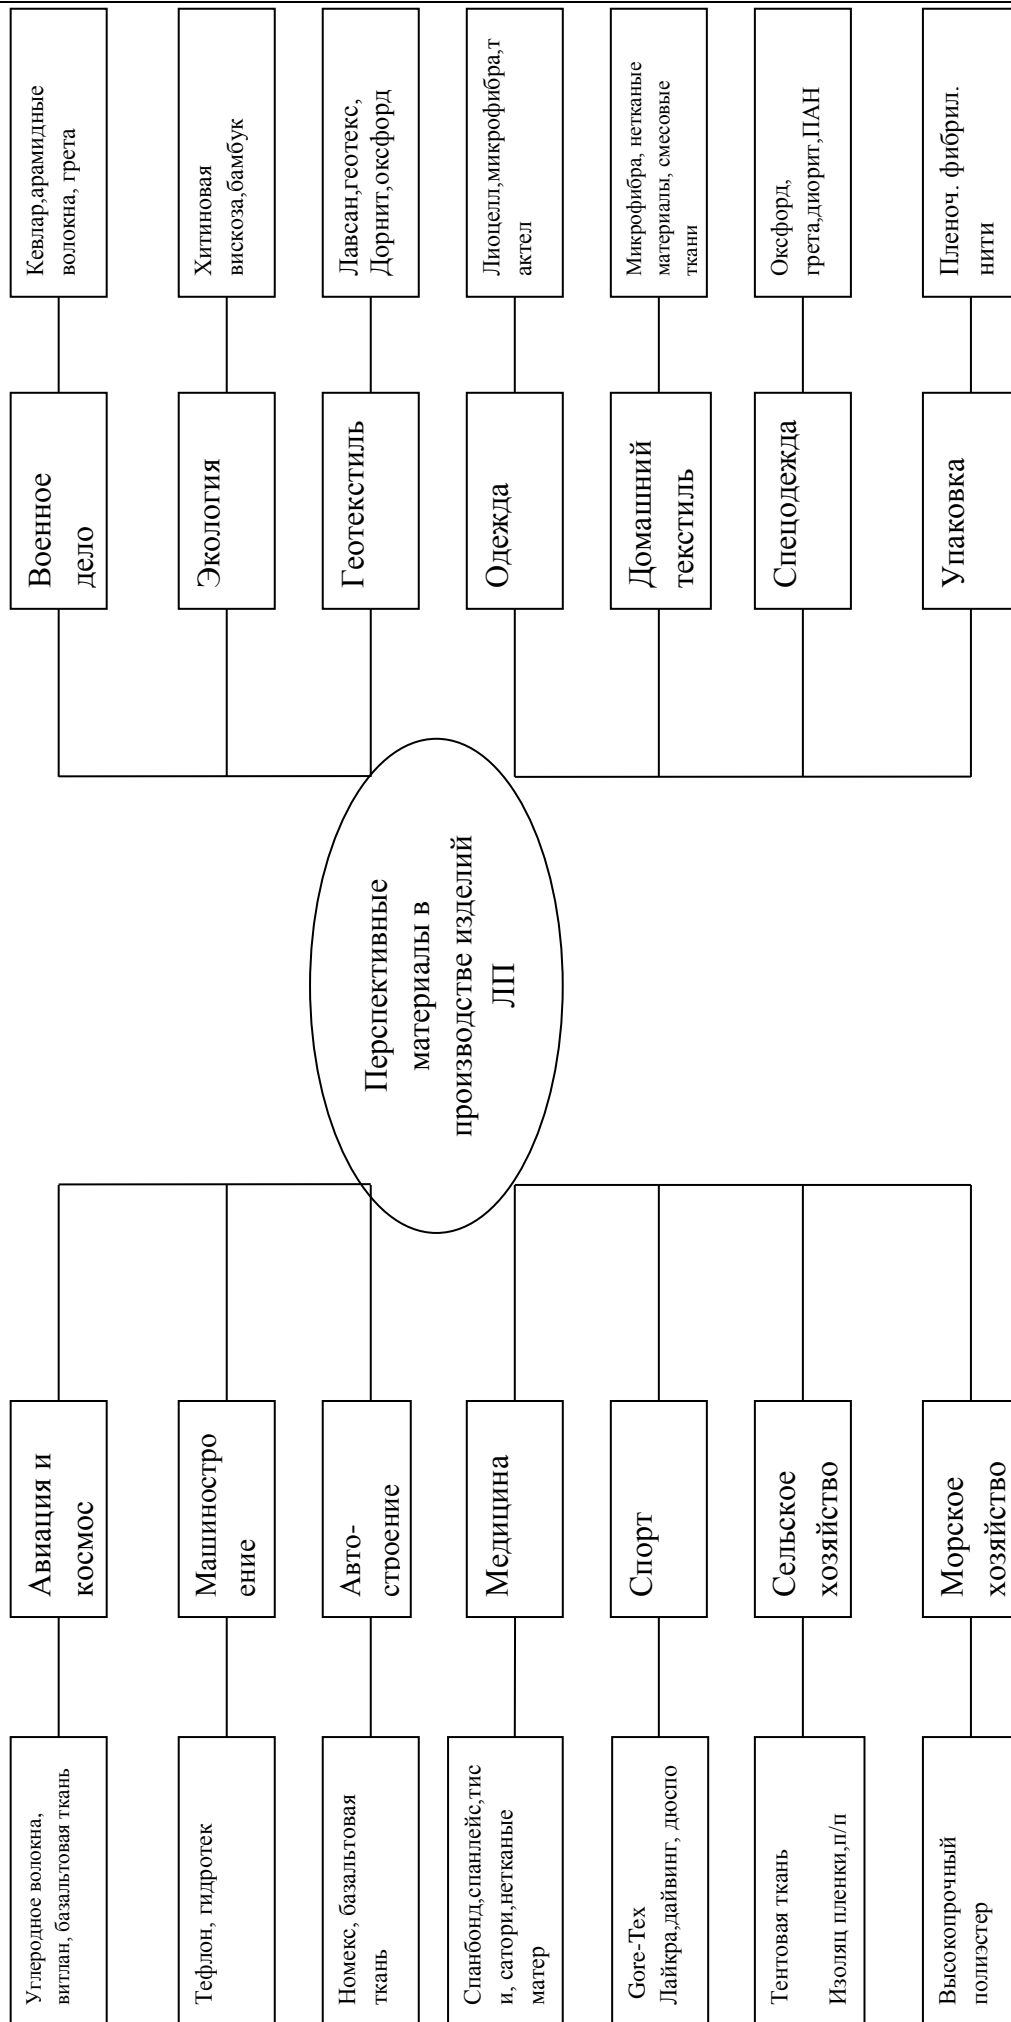 Углеродное волокна,
витлан, базальтовая ткань
Авиация и
космос
Военное
дело
Кевлар,арамидные
волокна, грета
Тефлон, гидротек
Машиностро
ение
Экология
Хитиновая
вискоза,бамбук
Номекс, базальтовая
ткань
Авто-
строение
Геотекстиль
Лавсан,геотекс,
Дорнит,оксфорд
Перспективные
материалы в
производстве изделий
ЛП
Спанбонд,спанлейс,тис
и, сатори,нетканые
матер
Медицина
Одежда
Лиоцелл,микрофибра,т
актел
Gore-Tex
Лайкра,дайвинг, дюспо
Спорт
Домашний
текстиль
Микрофибра, нетканые
материалы, смесовые
ткани
Тентовая ткань
Изоляц пленки,п/п
Сельское
хозяйство
Спецодежда
Оксфорд,
грета,диорит,ПАН
Высокопрочный
полиэстер
Морское
хозяйство
Упаковка
Пленоч. фибрил.
нити